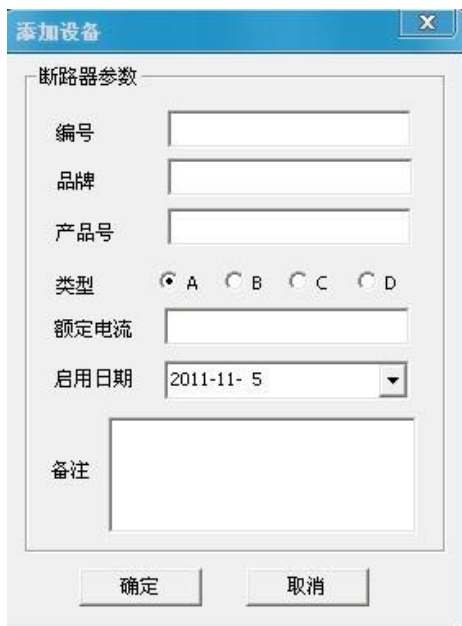 添加设备
断路器参数
编号
品牌
产品号
类型 A B C D
额定电流
启用日期 2011-11- 5
备注
确定 取消